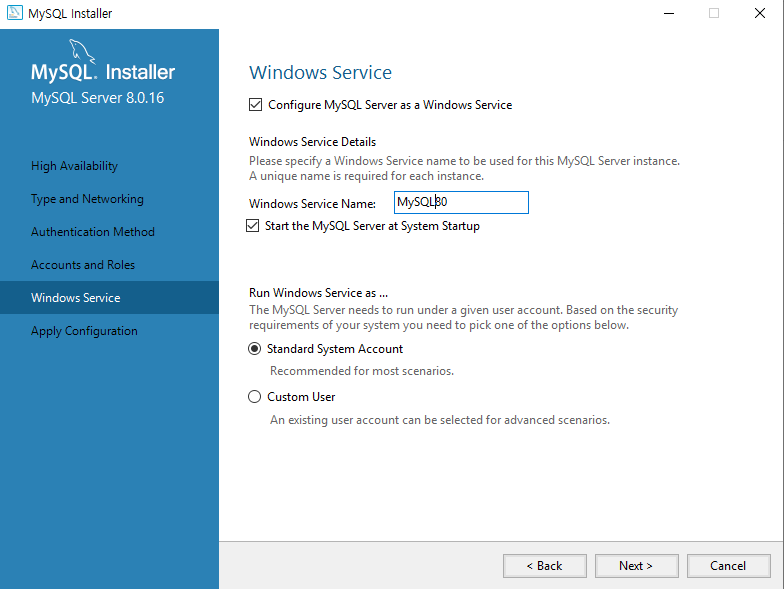 MySQL Installer
MySQL. Installer
MySQL Server 8.0.16
High Availability
Type and Networking
Authentication Method
Accounts and Roles
Windows Service
Apply Configuration
Windows Service
Configure MySQL Server as a Windows Service
Windows Service Details
Please specify a Windows Service name to be used for this MySQL Server instance.
A unique name is required for each instance.
Windows Service Name: MySQL80
Start the MySQL Server at System Startup
Run Windows Service as ...
The MySQL Server needs to run under a given user account. Based on the security
requirements of your system you need to pick one of the options below.
Standard System Account
Recommended for most scenarios.
Custom User
An existing user account can be selected for advanced scenarios.
< Back Next > Cancel